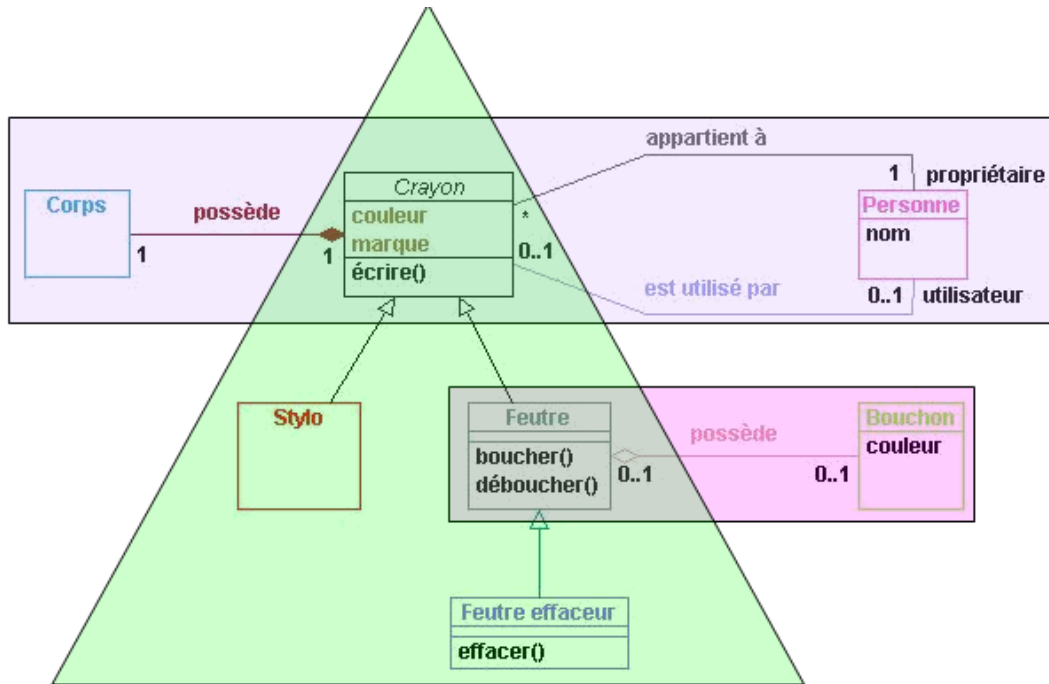 appartient à
Crayon
1
propriétaire
Corps
possède
couleur
*
Personne
marque
nom
1
1
0..1
écrire()
est utilisé par
0..1
utilisateur
Stylo
Feutre
possède
Bouchon
boucher()
couleur
déboucher()
0..1
0..1
Feutre effaceur
effacer()